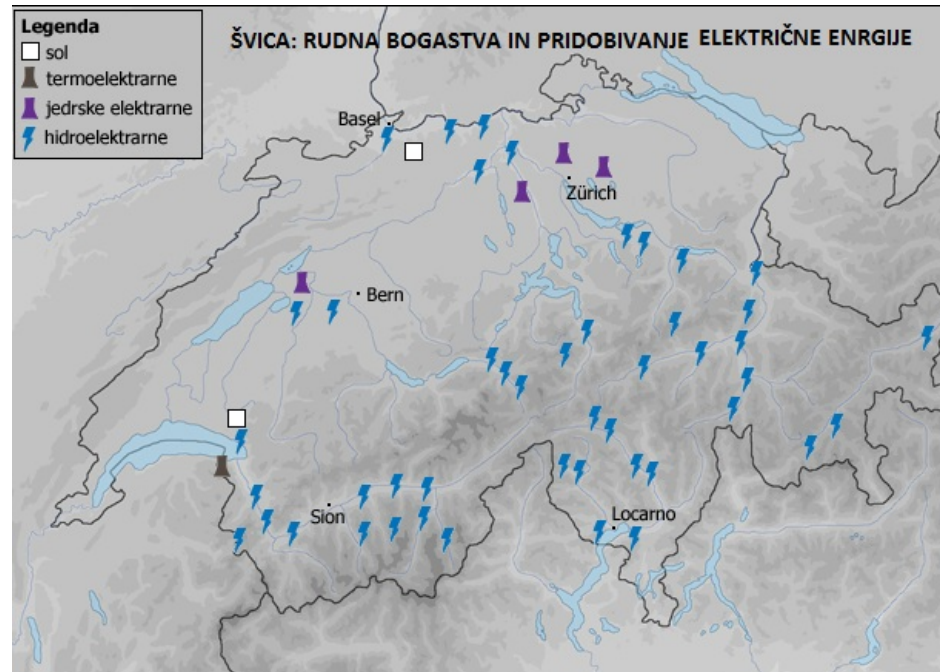 Legenda
sol
termoelektrarne
jedrske elektrarne
hidroelektrarne
ŠVICA: RUDNA BOGASTVA IN PRIDOBIVANJE ELEKTRIČNE ENRGIJE
Basel
Zürich
Bern
Sion
Locarno